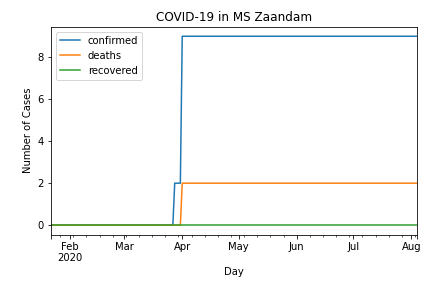 COVID-19 in MS Zaandam
confirmed
deaths
recovered
Number of Cases
8
6
4
2
0
Feb Mar Apr May Jun Jul Aug
2020
Day